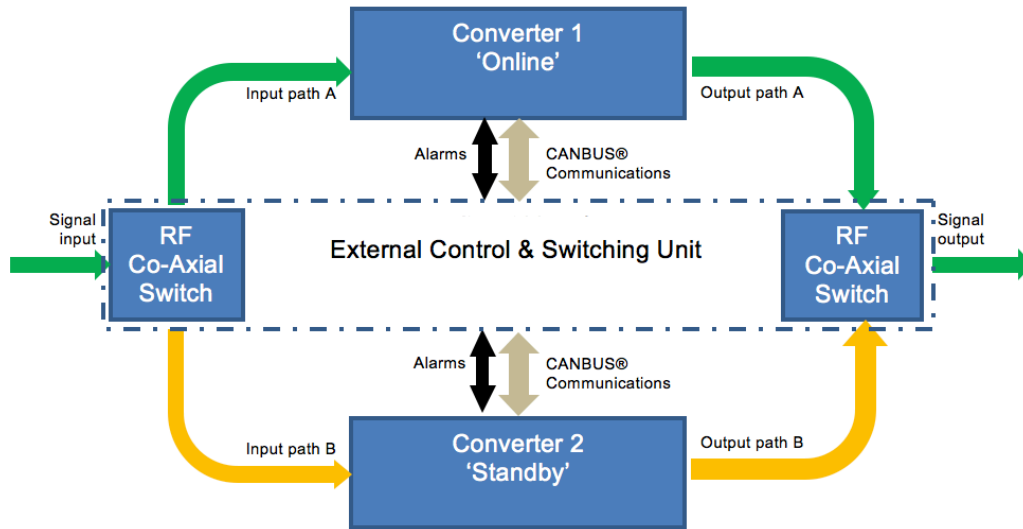 Converter 1
‘Online’
Input path A
Output path A
Alarms
CANBUS®
Communications
Signal
input
RF
Co-Axial
Switch
External Control & Switching Unit
RF
Co-Axial
Switch
Signal
output
Alarms
CANBUS®
Communications
Input path B
Converter 2
‘Standby’
Output path B